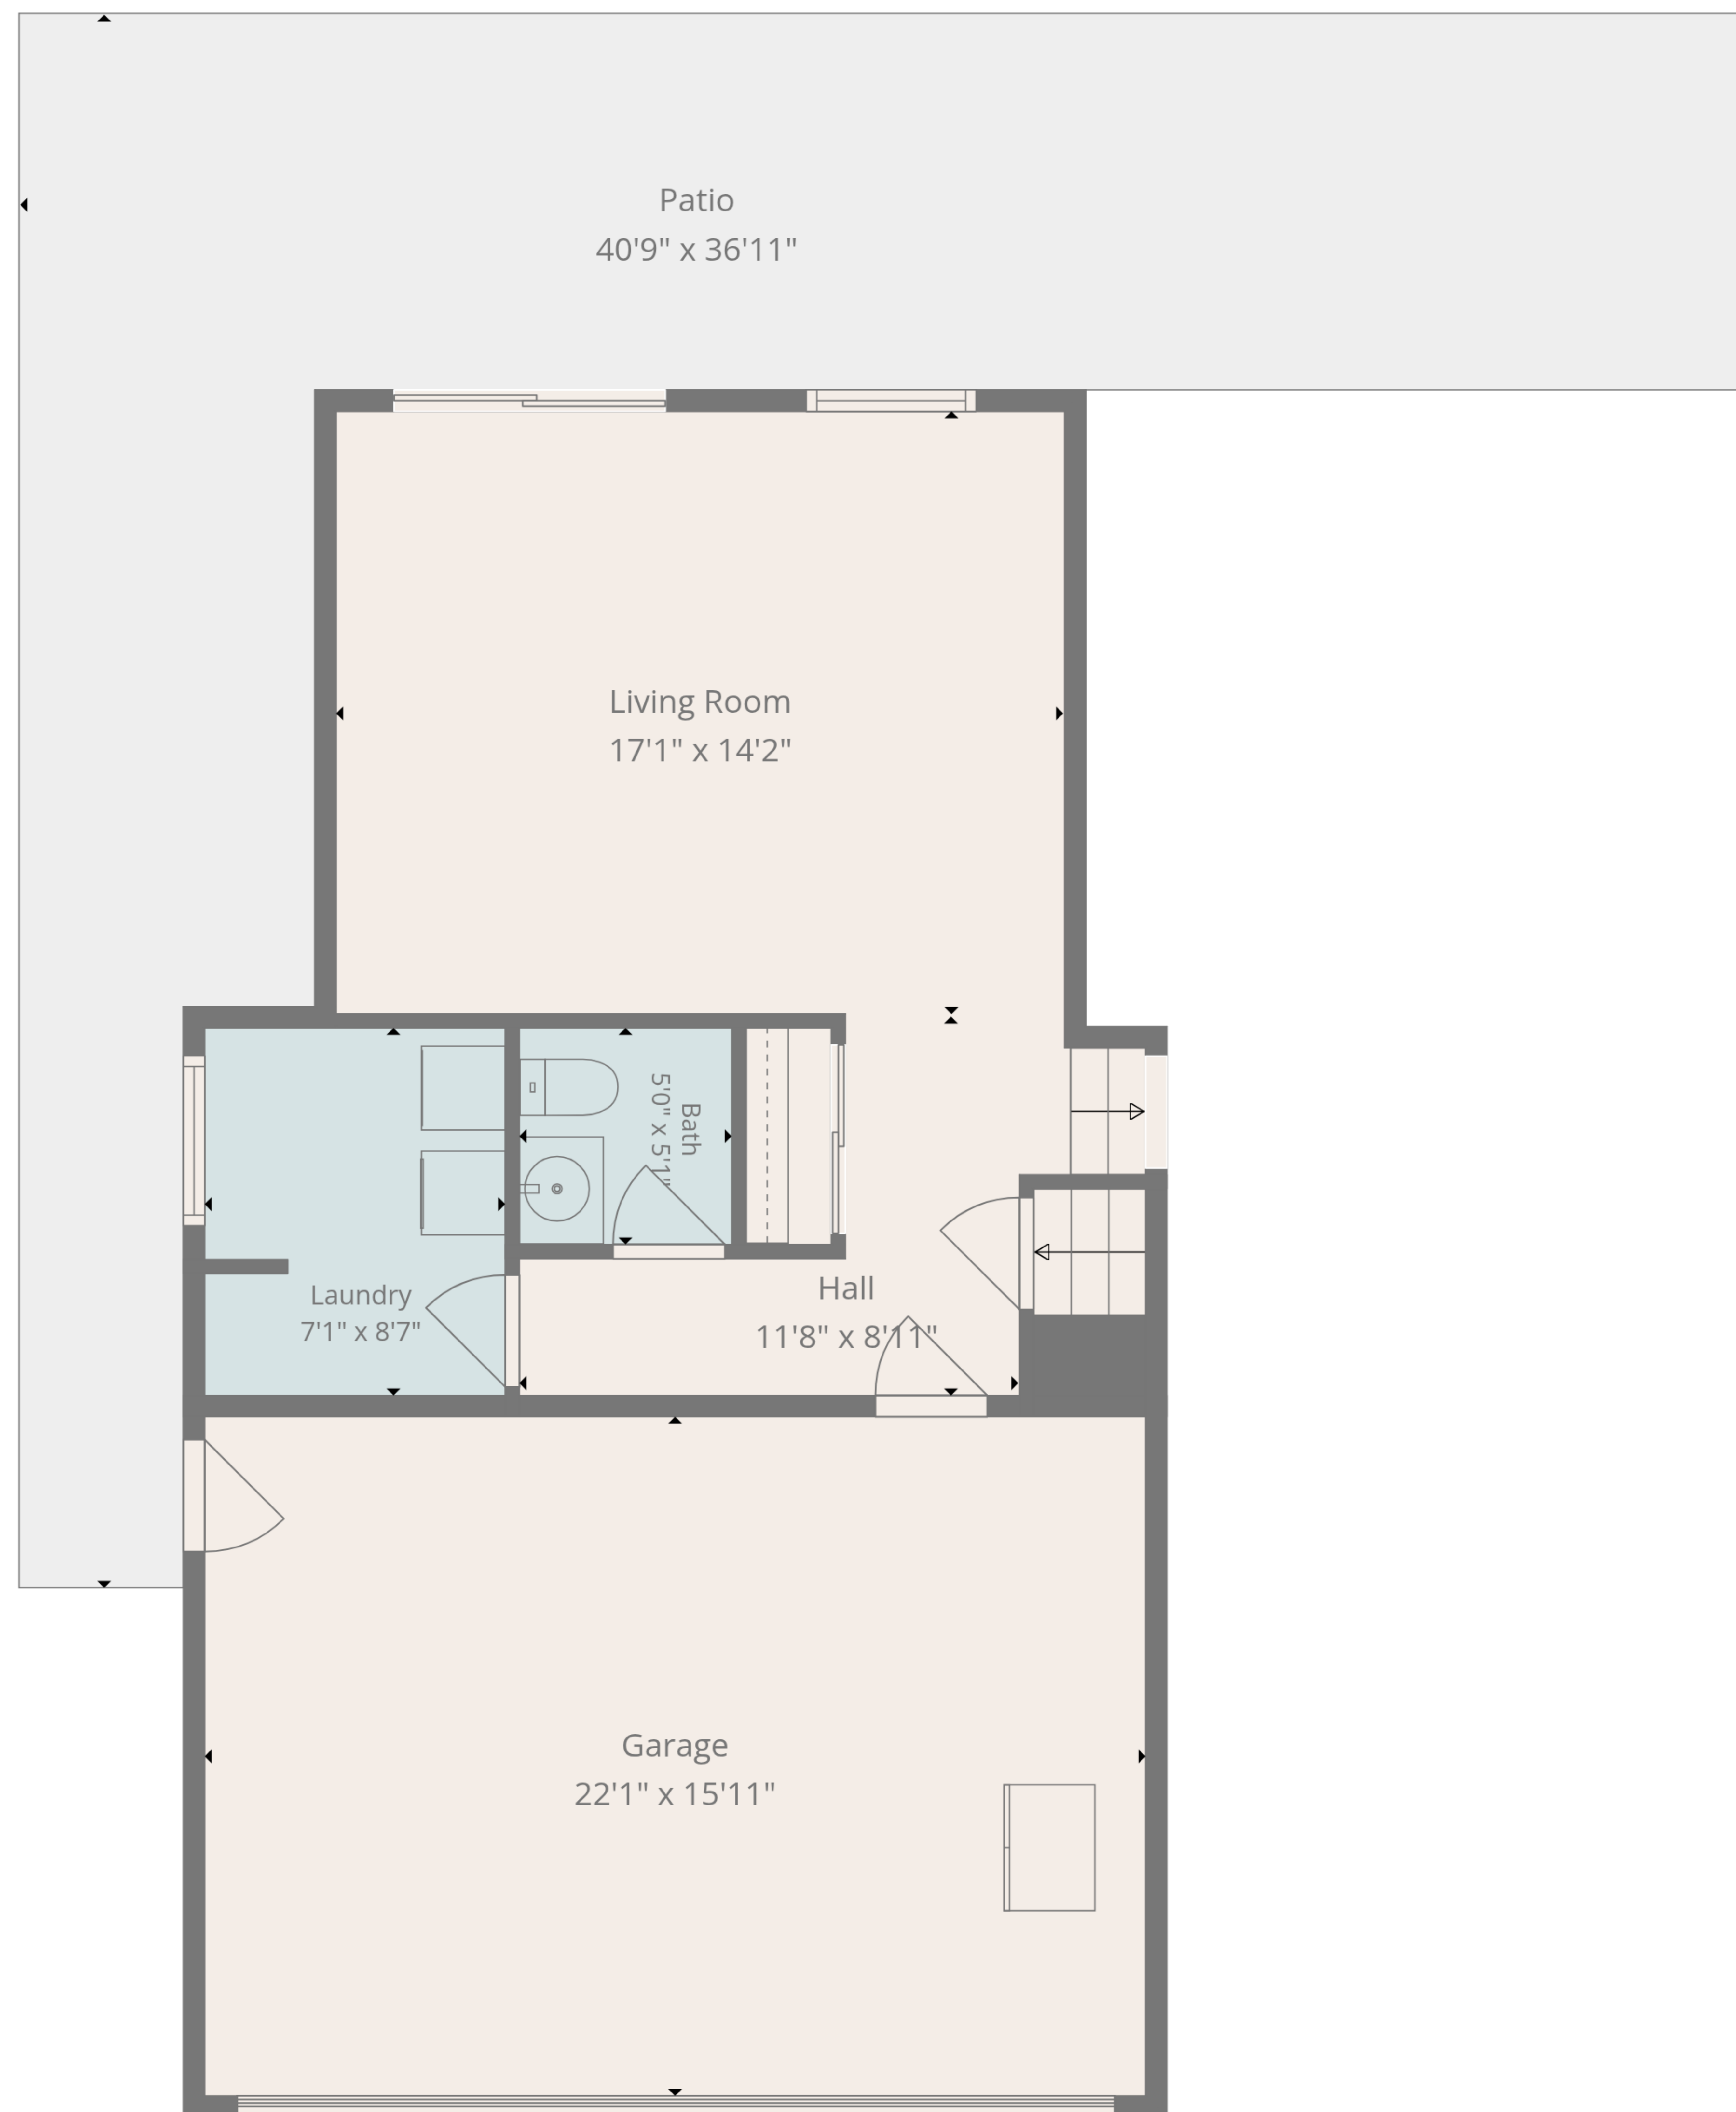 Patio
40'9" x 36'11"
Living Room
17'1" x 14'2"
Bath
5'0" x 5'1"
Laundry
7'1" x 8'7"
Hall
11'8" x 8'11"
Garage
22'1" x 15'11"